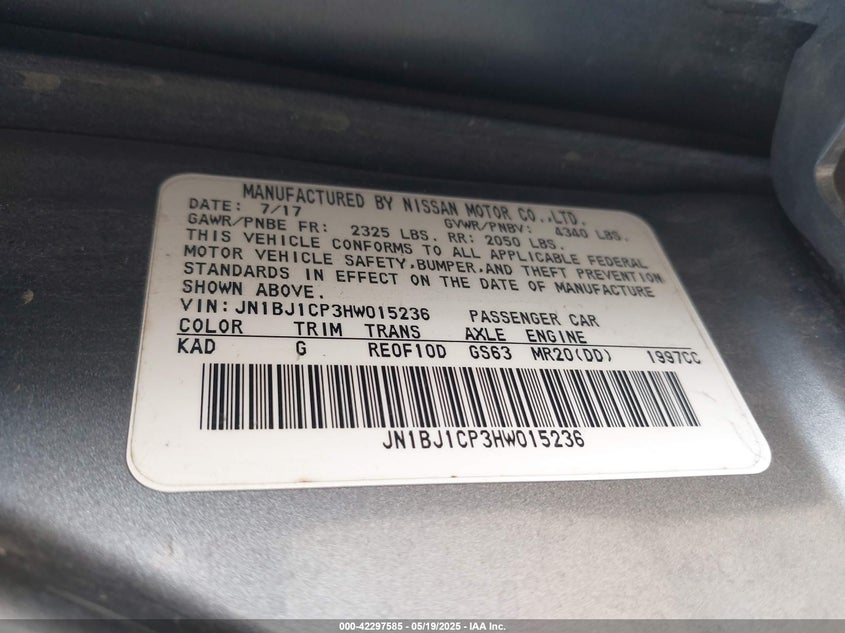 MANUFACTURED BY NISSAN MOTOR CO.,LTD.
DATE: 7/17 GVWR/PNBV: 4340 LBS.
GAWR/PNBE FR: 2325 LBS. RR: 2050 LBS.
THIS VEHICLE CONFORMS TO ALL APPLICABLE FEDERAL
MOTOR VEHICLE SAFETY,BUMPER,AND THEFT PREVENTION
STANDARDS IN EFFECT ON THE DATE OF MANUFACTURE
SHOWN ABOVE.
VIN:JN1BJ1CP3HW015236 PASSENGER CAR
COLOR TRIM TRANS AXLE ENGINE
KAD G RE0F10D GS63 MR20(DD) 1997CC
JN1BJ1CP3HW015236
000-42297585 - 05/19/2025 - IAA Inc.